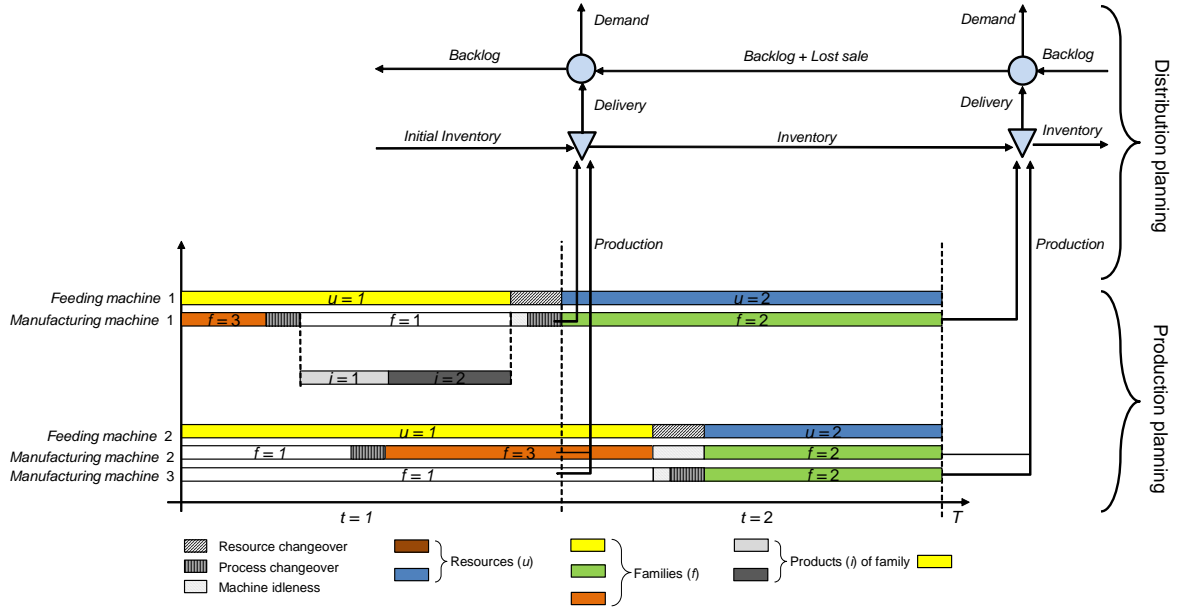 Demand
Demand
Backlog
Backlog + Lost sale
Backlog
Delivery
Delivery
Initial Inventory
Inventory
Inventory
Distribution planning
Production
Production
Feeding machine 1
u = 1
u = 2
Manufacturing machine 1
f = 3
f = 1
f = 2
i = 1
i = 2
Production planning
Feeding machine 2
u = 1
u = 2
Manufacturing machine 2
f = 1
f = 3
f = 2
Manufacturing machine 3
f = 1
f = 2
t = 1
t = 2
T
Resource changeover
Process changeover
Machine idleness
Resources (u)
Families (f)
Products (i) of family